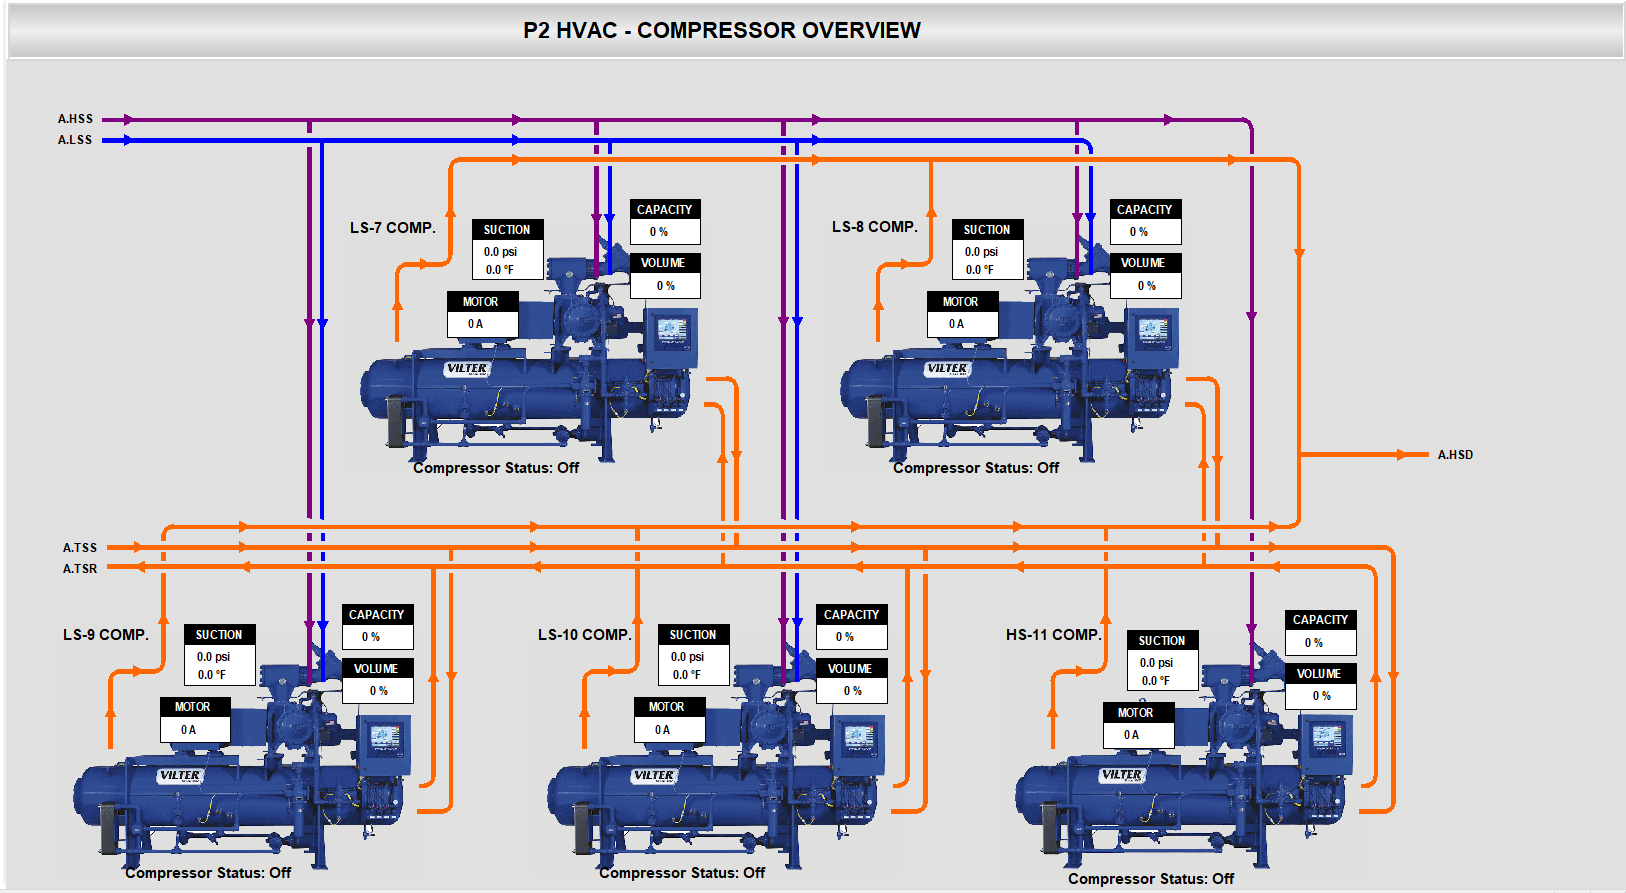 P2 HVAC - COMPRESSOR OVERVIEW
A.HSS
A.LSS
LS-7 COMP.
SUCTION
0.0 psi
0.0 °F
CAPACITY
0 %
VOLUME
0 %
MOTOR
0 A
VILTER
Compressor Status: Off
LS-8 COMP.
SUCTION
0.0 psi
0.0 °F
CAPACITY
0 %
VOLUME
0 %
MOTOR
0 A
VILTER
Compressor Status: Off
A.HSD
A.TSS
A.TSR
LS-9 COMP.
SUCTION
0.0 psi
0.0 °F
CAPACITY
0 %
VOLUME
0 %
MOTOR
0 A
VILTER
Compressor Status: Off
LS-10 COMP.
SUCTION
0.0 psi
0.0 °F
CAPACITY
0 %
VOLUME
0 %
MOTOR
0 A
VILTER
Compressor Status: Off
HS-11 COMP.
SUCTION
0.0 psi
0.0 °F
CAPACITY
0 %
VOLUME
0 %
MOTOR
0 A
VILTER
Compressor Status: Off